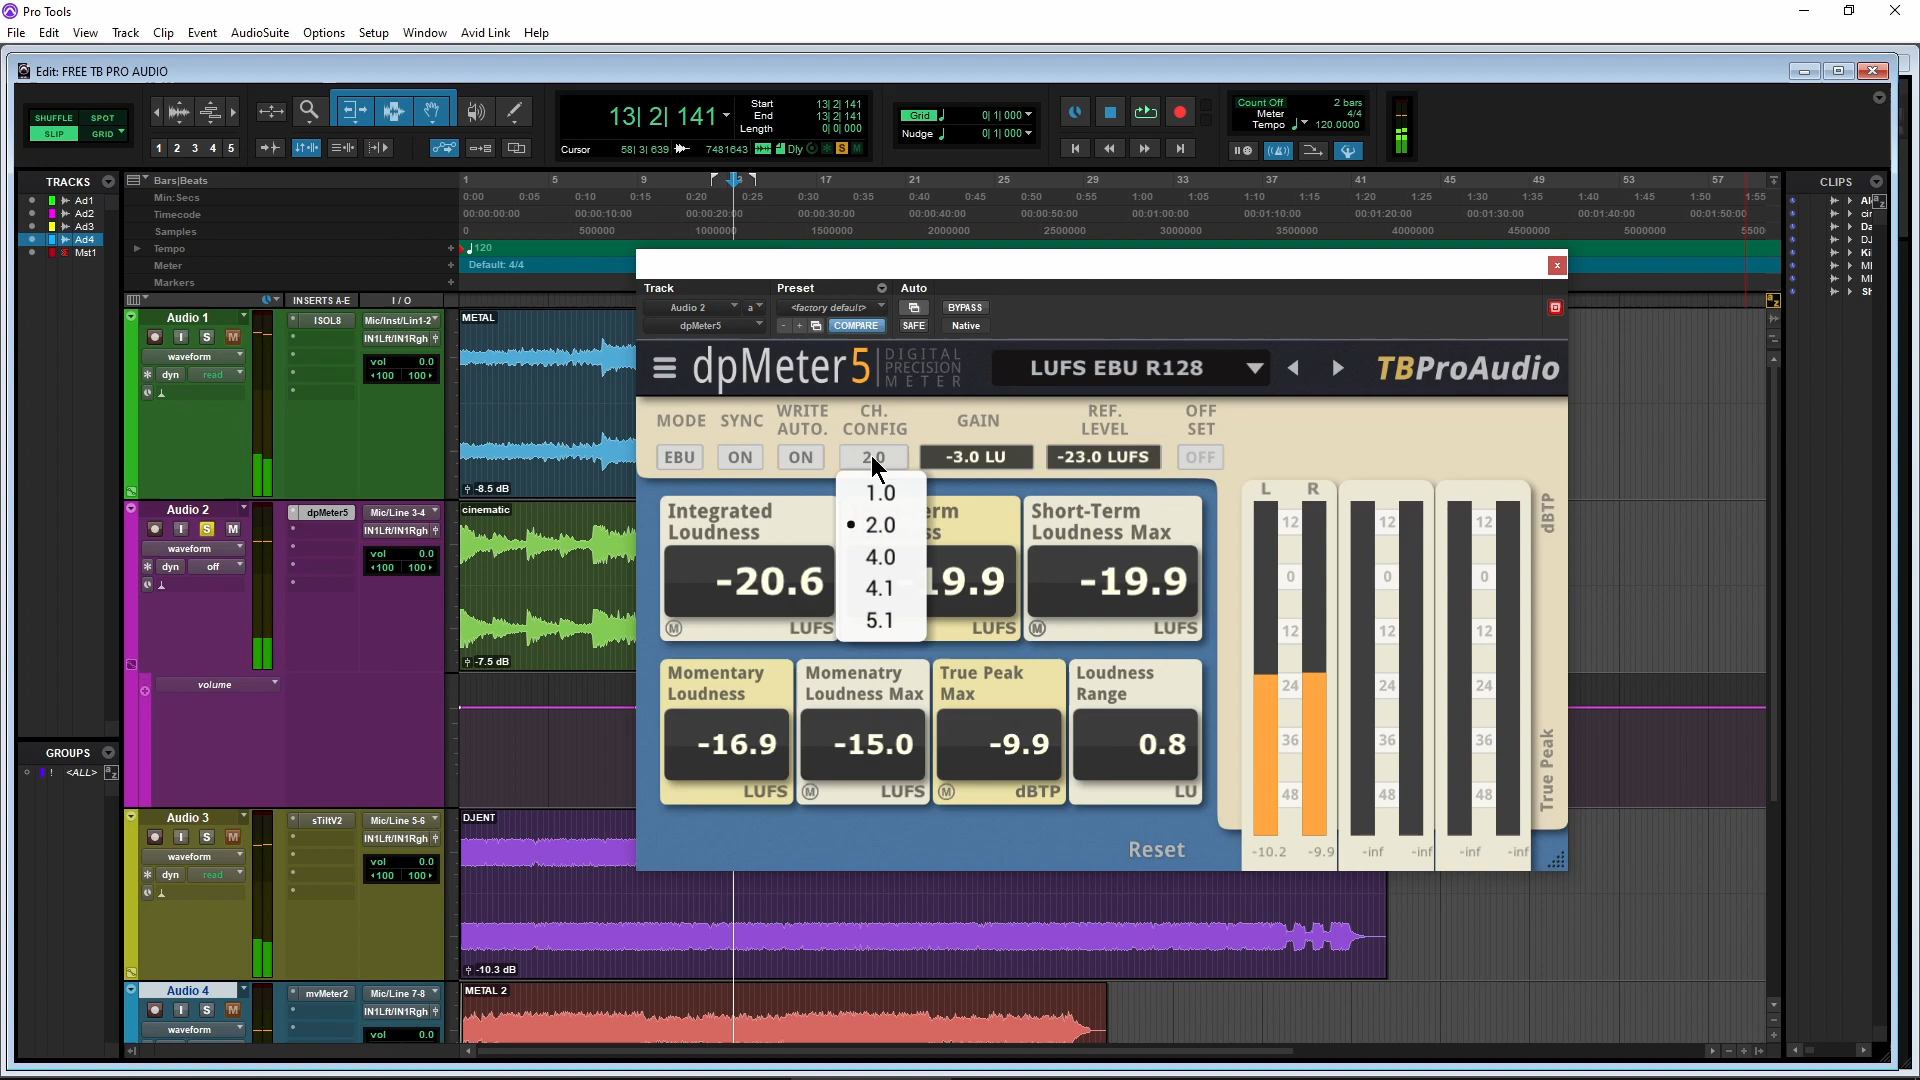 Pro Tools
File Edit View Track Clip Event AudioSuite Options Setup Window Avid Link Help
Edit: FREE TB PRO AUDIO
SHUFFLE SPOT
SLIP GRID
1 2 3 4 5
13| 2| 141
Start 13| 2| 141
End 13| 2| 141
Length 0| 0| 000
Cursor 58| 3| 639 7481643 Dly S M
Grid 0| 1| 000
Nudge 0| 1| 000
Count Off 2 bars
Meter 4/4
Tempo 120.0000
TRACKS
Ad1
Ad2
Ad3
Ad4
Mst1
CLIPS
Bars|Beats 1 5 9 17 21 25 29 33 37 41 45 49 53 57
Min:Secs 0:00 0:05 0:10 0:15 0:20 0:25 0:30 0:35 0:40 0:45 0:50 0:55 1:00 1:05 1:10 1:15 1:20 1:25 1:30 1:35 1:40 1:45 1:50 1:55
Timecode 00:00:00:00 00:00:10:00 00:00:20:00 00:00:30:00 00:00:40:00 00:00:50:00 00:01:00:00 00:01:10:00 00:01:20:00 00:01:30:00 00:01:40:00 00:01:50:00
Samples 0 500000 1000000 1500000 2000000 2500000 3000000 3500000 4000000 4500000 5000000 5500
Tempo 120
Meter Default: 4/4
Markers
INSERTS A-E I / O
Audio 1
I S M
waveform
dyn read
ISOL8
Mic/Inst/Lin1-2
IN1Lft/IN1Rgh
vol 0.0
100 100
METAL
-8.5 dB
Audio 2
I S M
waveform
dyn off
dpMeter5
Mic/Line 3-4
IN1Lft/IN1Rgh
vol 0.0
100 100
cinematic
-7.5 dB
volume
GROUPS
! <ALL>
Audio 3
I S M
waveform
dyn read
sTiltV2
Mic/Line 5-6
IN1Lft/IN1Rgh
vol 0.0
100 100
DJENT
-10.3 dB
Audio 4
I S M
waveform
mvMeter2
Mic/Line 7-8
IN1Lft/IN1Rgh
vol 0.0
METAL 2
Track Preset Auto
Audio 2 a <factory default> BYPASS
dpMeter5 - + COMPARE SAFE Native
dpMeter5 DIGITAL PRECISION METER
LUFS EBU R128
TBProAudio
MODE SYNC WRITE AUTO. CH. CONFIG GAIN REF. LEVEL OFF SET
EBU ON ON 2.0 -3.0 LU -23.0 LUFS OFF
1.0
2.0
4.0
4.1
5.1
Integrated Loudness
-20.6
LUFS
-19.9
LUFS
Short-Term Loudness Max
-19.9
M LUFS
Momentary Loudness
-16.9
LUFS
Momenatry Loudness Max
-15.0
M LUFS
True Peak Max
-9.9
M dBTP
Loudness Range
0.8
LU
Reset
L R
12 12 12
0 0 0
12 12 12
24 24 24
36 36 36
48 48 48
-10.2 -9.9 -inf -inf -inf -inf
dBTP
True Peak